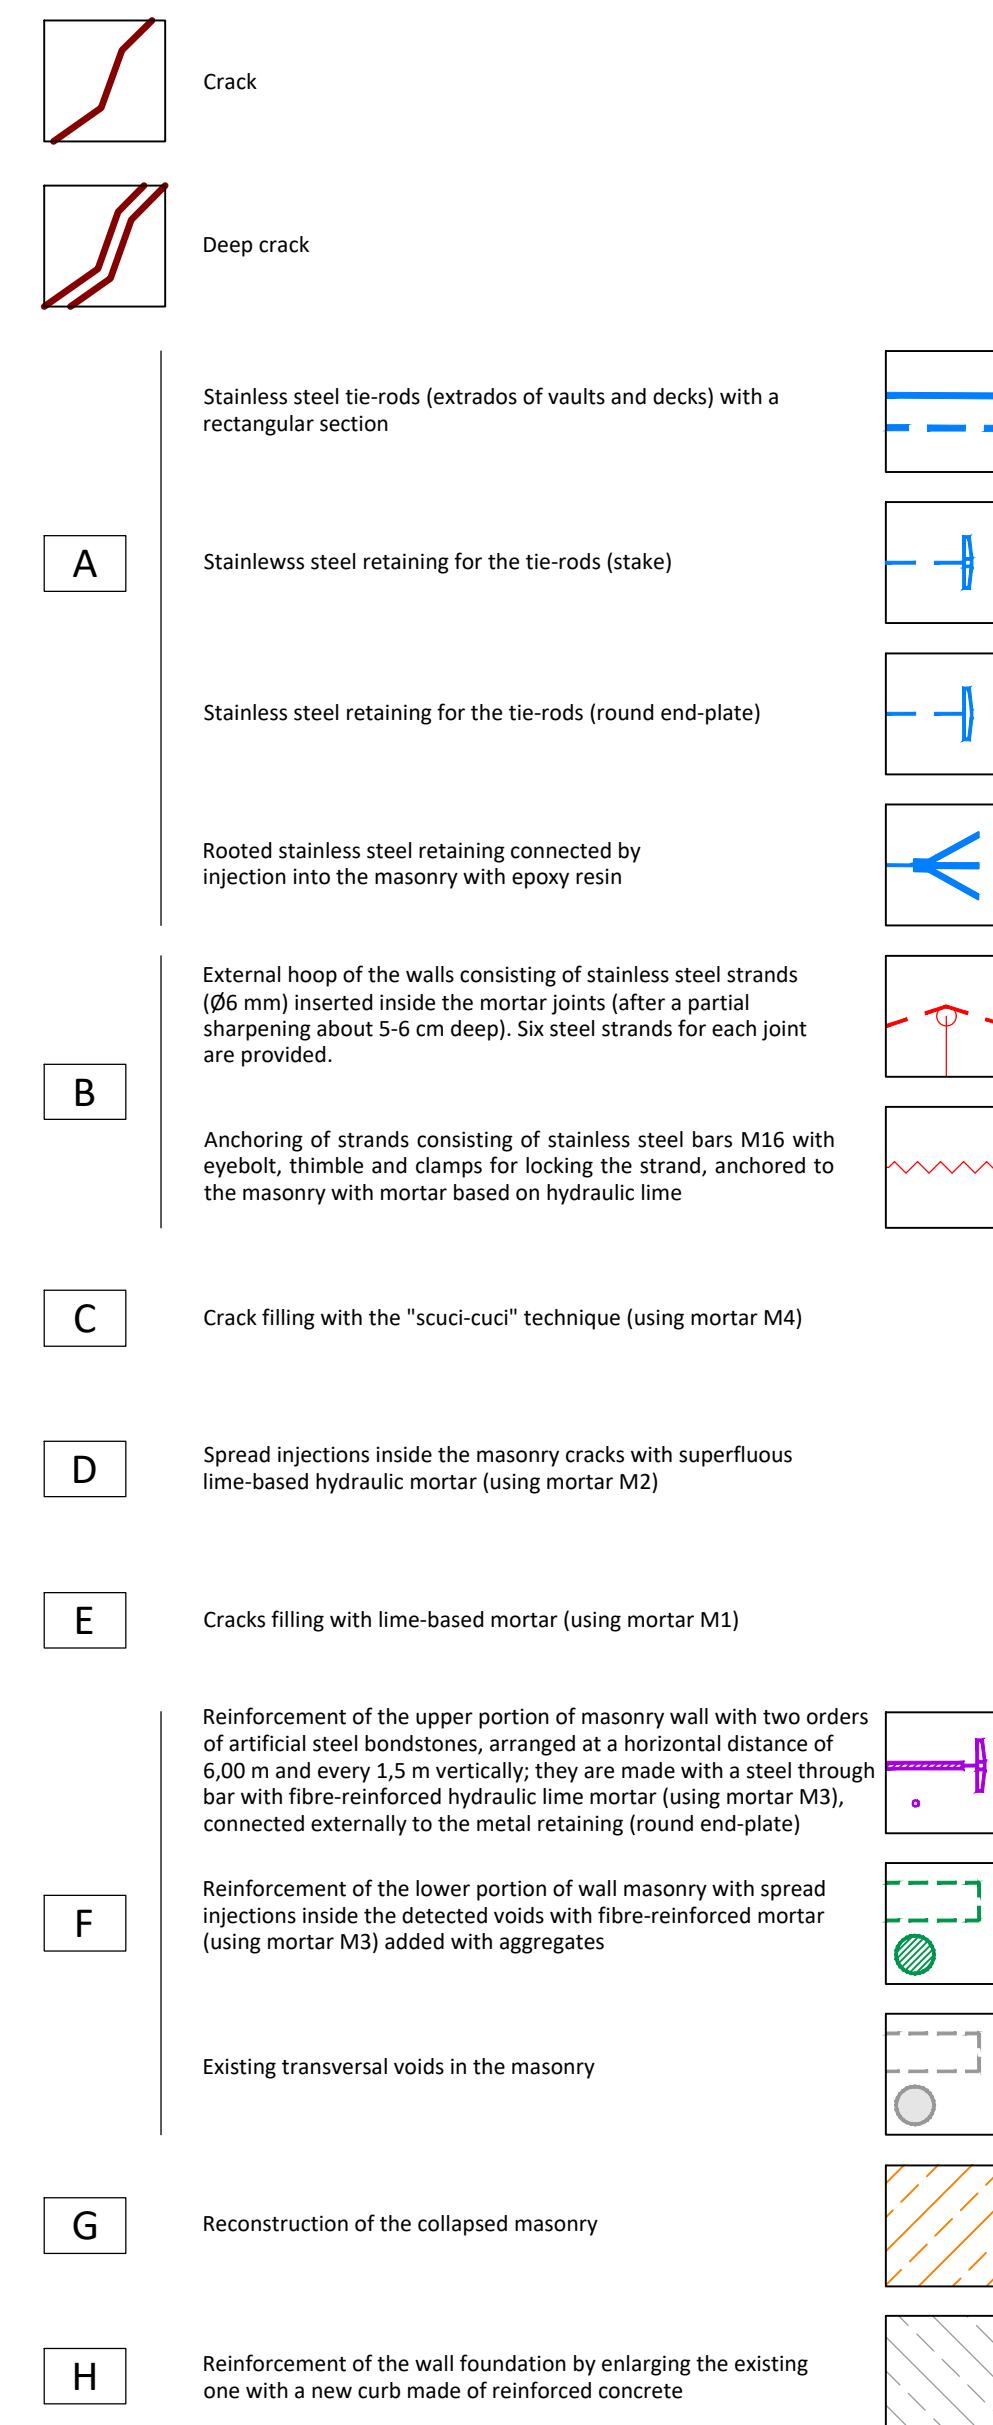 Crack
Deep crack
Stainless steel tie-rods (extrados of vaults and decks) with a
rectangular section
A
Stainlewss steel retaining for the tie-rods (stake)
Stainless steel retaining for the tie-rods (round end-plate)
Rooted stainless steel retaining connected by
injection into the masonry with epoxy resin
External hoop of the walls consisting of stainless steel strands
(Ø6 mm) inserted inside the mortar joints (after a partial
sharpening about 5-6 cm deep). Six steel strands for each joint
are provided.
B
Anchoring of strands consisting of stainless steel bars M16 with
eyebolt, thimble and clamps for locking the strand, anchored to
the masonry with mortar based on hydraulic lime
C
Crack filling with the "scuci-cuci" technique (using mortar M4)
D
Spread injections inside the masonry cracks with superfluous
lime-based hydraulic mortar (using mortar M2)
E
Cracks filling with lime-based mortar (using mortar M1)
Reinforcement of the upper portion of masonry wall with two orders
of artificial steel bondstones, arranged at a horizontal distance of
6,00 m and every 1,5 m vertically; they are made with a steel through
bar with fibre-reinforced hydraulic lime mortar (using mortar M3),
connected externally to the metal retaining (round end-plate)
F
Reinforcement of the lower portion of wall masonry with spread
injections inside the detected voids with fibre-reinforced mortar
(using mortar M3) added with aggregates
Existing transversal voids in the masonry
G
Reconstruction of the collapsed masonry
H
Reinforcement of the wall foundation by enlarging the existing
one with a new curb made of reinforced concrete